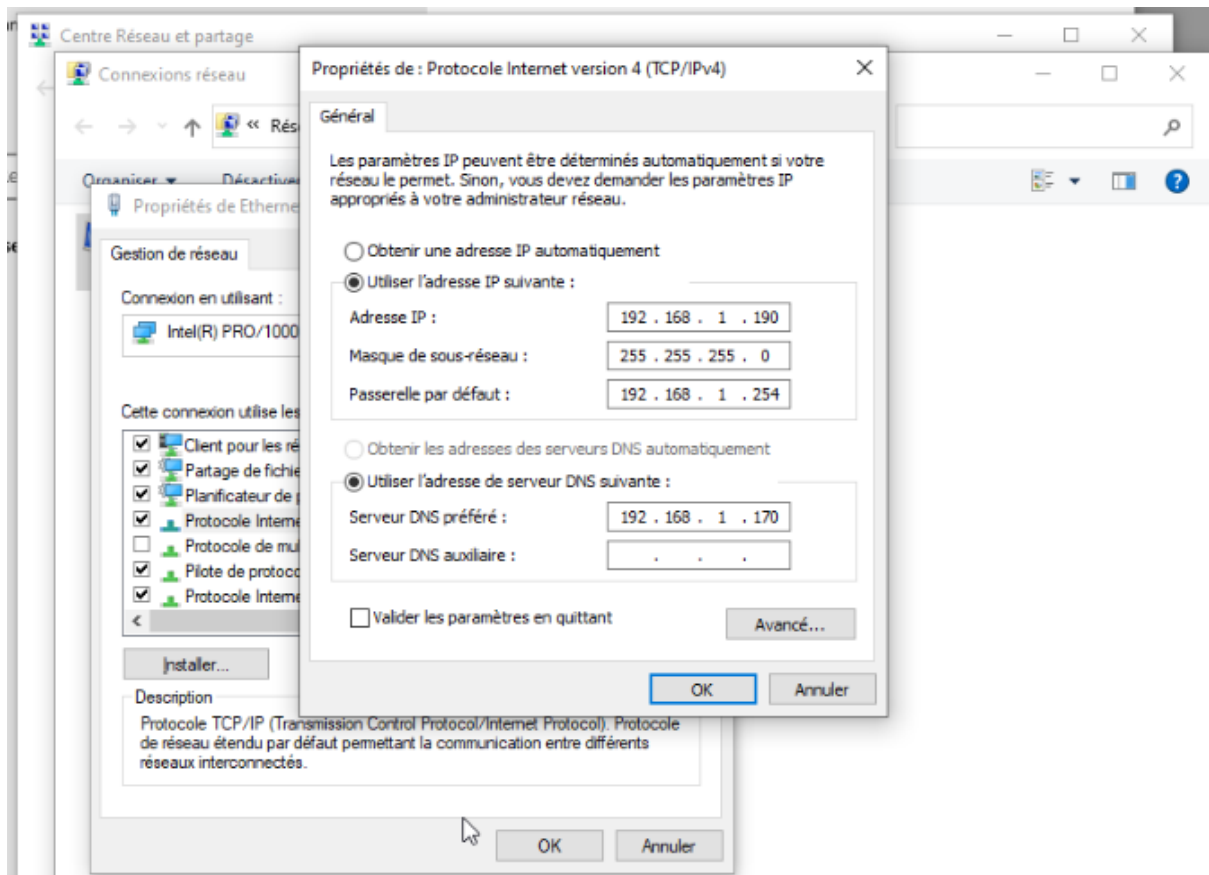 Centre Réseau et partage
Connexions réseau
« Rés
Organiser
Désactiver
Propriétés de Etherne
Gestion de réseau
Connexion en utilisant :
Intel(R) PRO/1000
Cette connexion utilise les
Client pour les ré
Partage de fichie
Planificateur de p
Protocole Interne
Protocole de mul
Pilote de protoco
Protocole Interne
Installer...
Description
Protocole TCP/IP (Transmission Control Protocol/Internet Protocol). Protocole
de réseau étendu par défaut permettant la communication entre différents
réseaux interconnectés.
OK Annuler
Propriétés de : Protocole Internet version 4 (TCP/IPv4)
Général
Les paramètres IP peuvent être déterminés automatiquement si votre
réseau le permet. Sinon, vous devez demander les paramètres IP
appropriés à votre administrateur réseau.
Obtenir une adresse IP automatiquement
Utiliser l'adresse IP suivante :
Adresse IP : 192 . 168 . 1 . 190
Masque de sous-réseau : 255 . 255 . 255 . 0
Passerelle par défaut : 192 . 168 . 1 . 254
Obtenir les adresses des serveurs DNS automatiquement
Utiliser l'adresse de serveur DNS suivante :
Serveur DNS préféré : 192 . 168 . 1 . 170
Serveur DNS auxiliaire : . . .
Valider les paramètres en quittant
Avancé...
OK Annuler